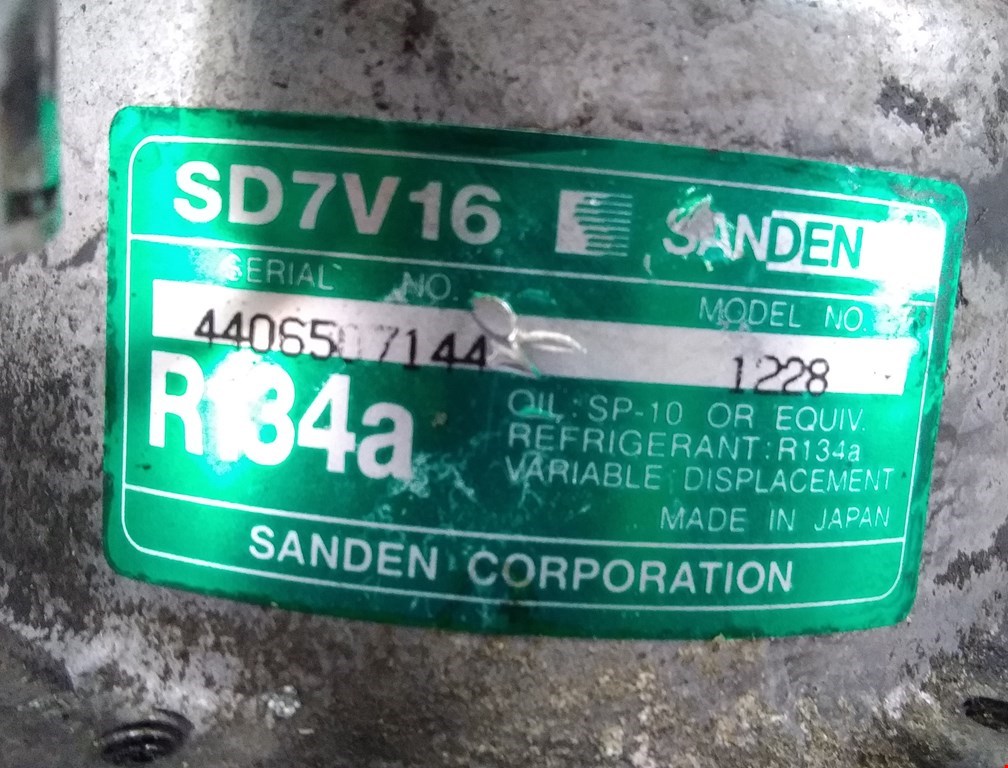 SD7V16 SANDEN
SERIAL NO. MODEL NO.
1228
R134a
OIL: SP-10 OR EQUIV.
REFRIGERANT: R134a
VARIABLE DISPLACEMENT
MADE IN JAPAN
SANDEN CORPORATION